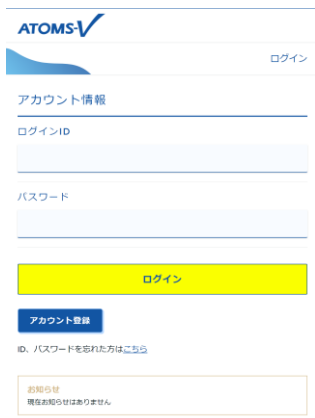 ATOMS-V
ログイン
アカウント情報
ログインID
パスワード
ログイン
アカウント登録
ID、パスワードを忘れた方はこちら
お知らせ
現在お知らせはありません